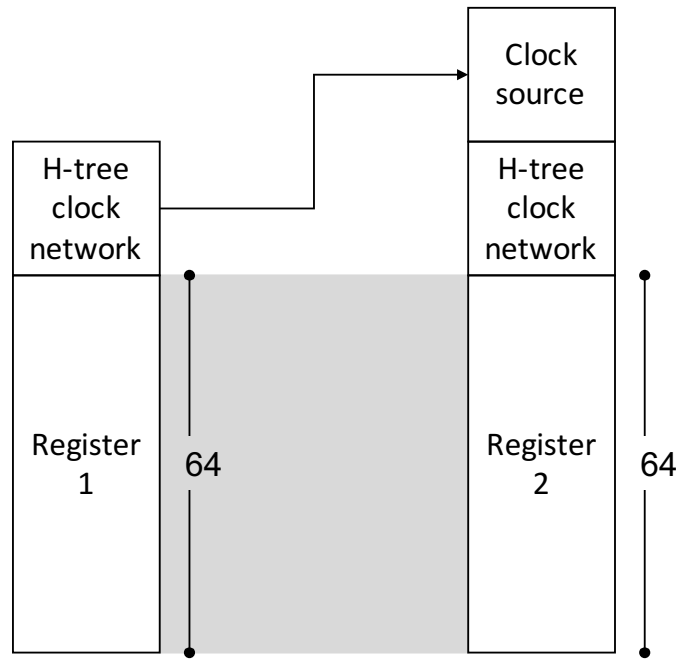 Clock
source
H-tree
clock
network
H-tree
clock
network
Register
1
64
Register
2
64